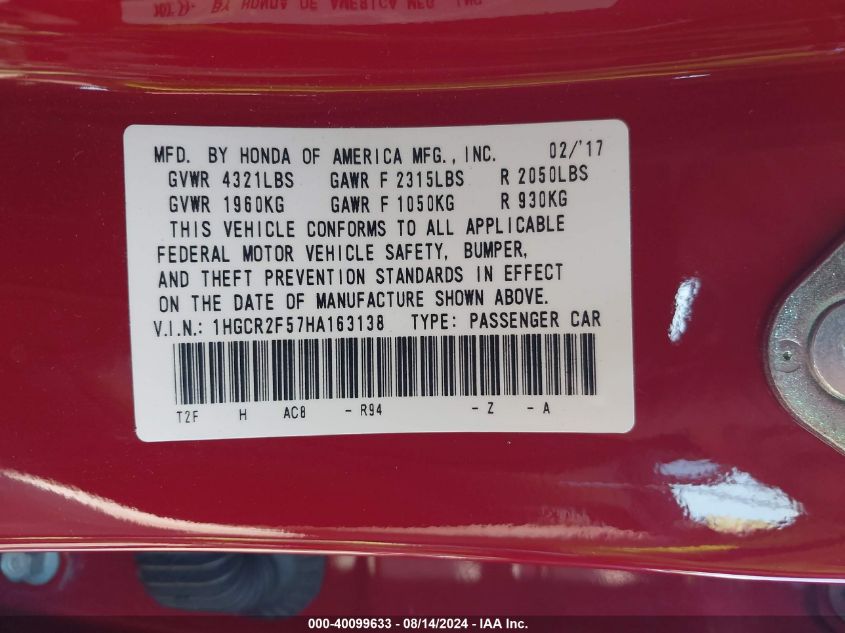 MFD. BY HONDA OF AMERICA MFG., INC. 02/'17
GVWR 4321LBS GAWR F 2315LBS R 2050LBS
GVWR 1960KG GAWR F 1050KG R 930KG
THIS VEHICLE CONFORMS TO ALL APPLICABLE
FEDERAL MOTOR VEHICLE SAFETY, BUMPER,
AND THEFT PREVENTION STANDARDS IN EFFECT
ON THE DATE OF MANUFACTURE SHOWN ABOVE.
V.I.N.: 1HGCR2F57HA163138 TYPE: PASSENGER CAR
T2F H AC8 - R94 - Z - A
000-40099633 - 08/14/2024 - IAA Inc.